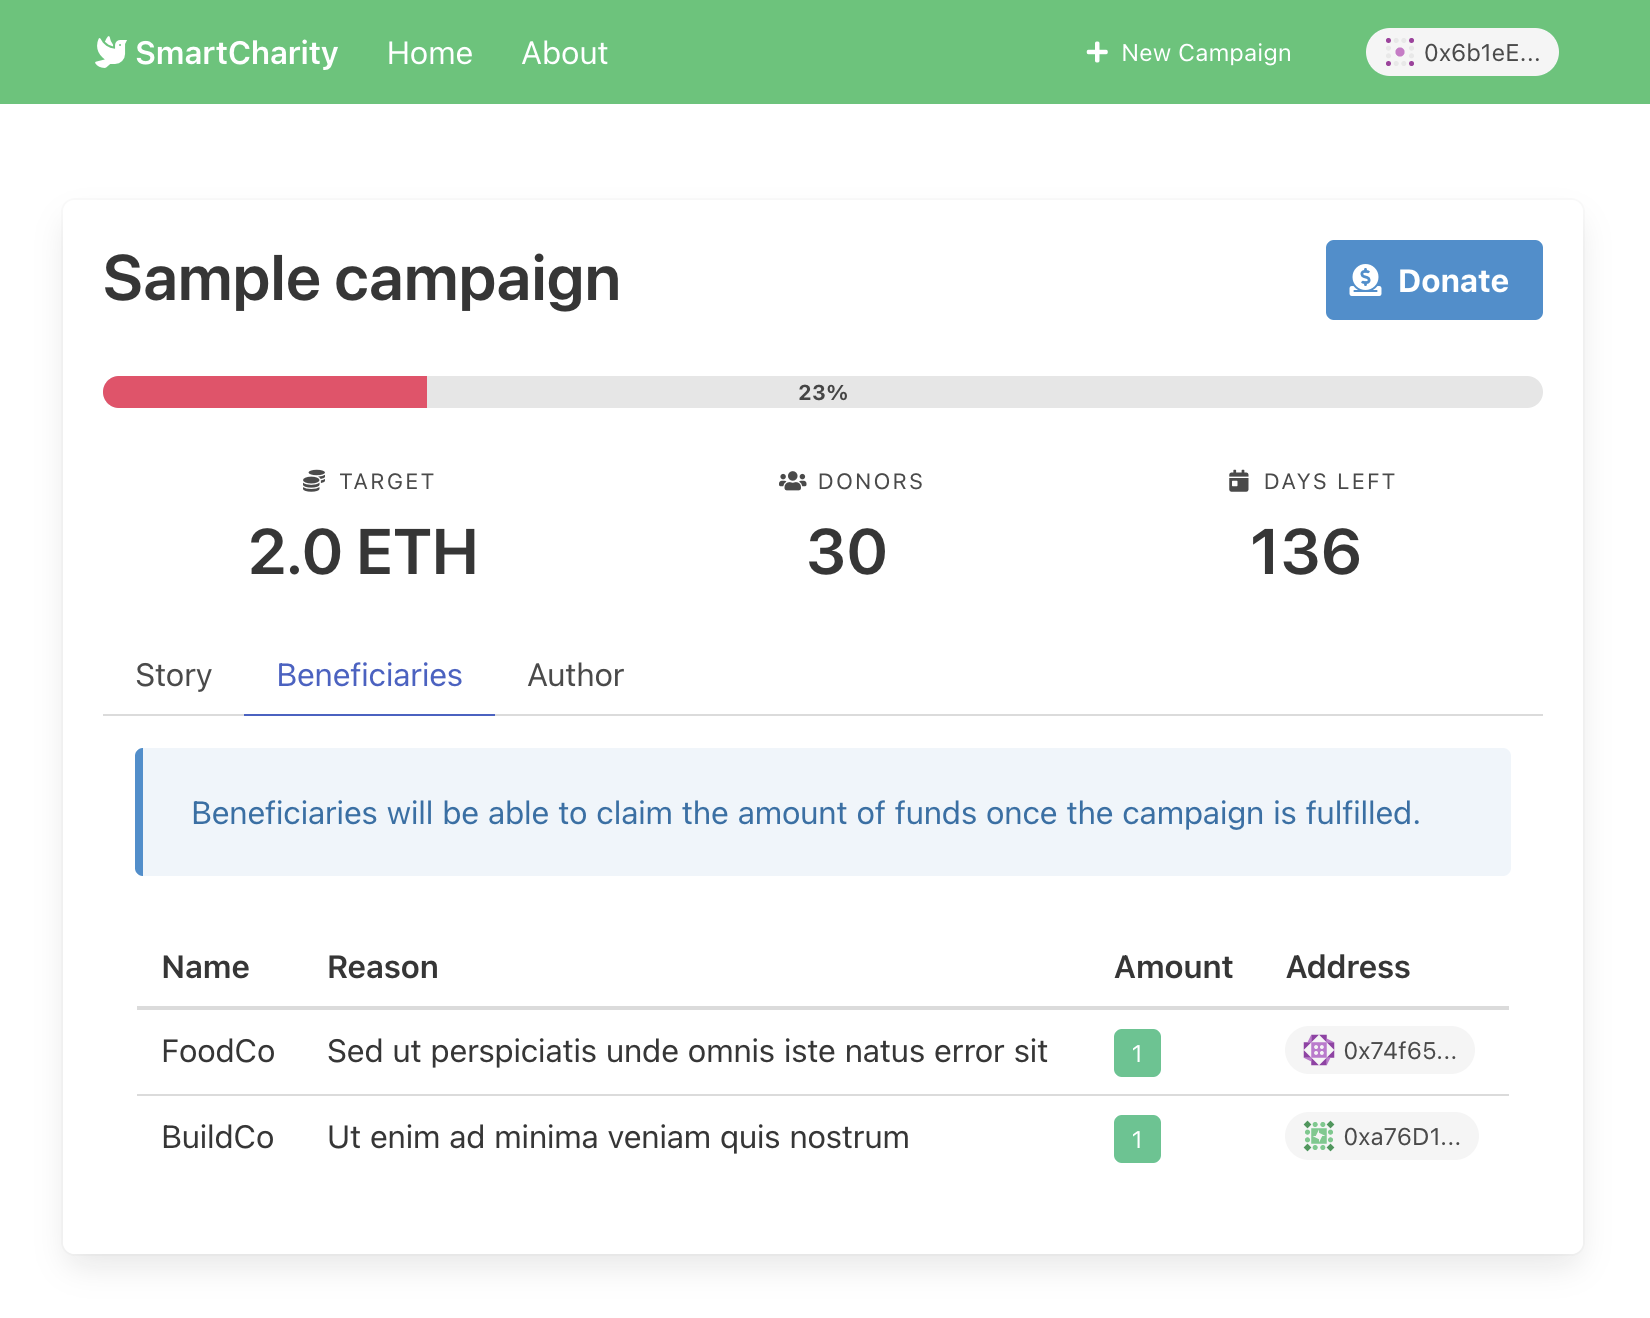 SmartCharity Home About New Campaign 0x6b1eE...
Sample campaign
Donate
23%
TARGET DONORS DAYS LEFT
2.0 ETH 30 136
Story Beneficiaries Author
Beneficiaries will be able to claim the amount of funds once the campaign is fulfilled.
Name Reason Amount Address
FoodCo Sed ut perspiciatis unde omnis iste natus error sit 1 0x74f65...
BuildCo Ut enim ad minima veniam quis nostrum 1 0xa76D1...